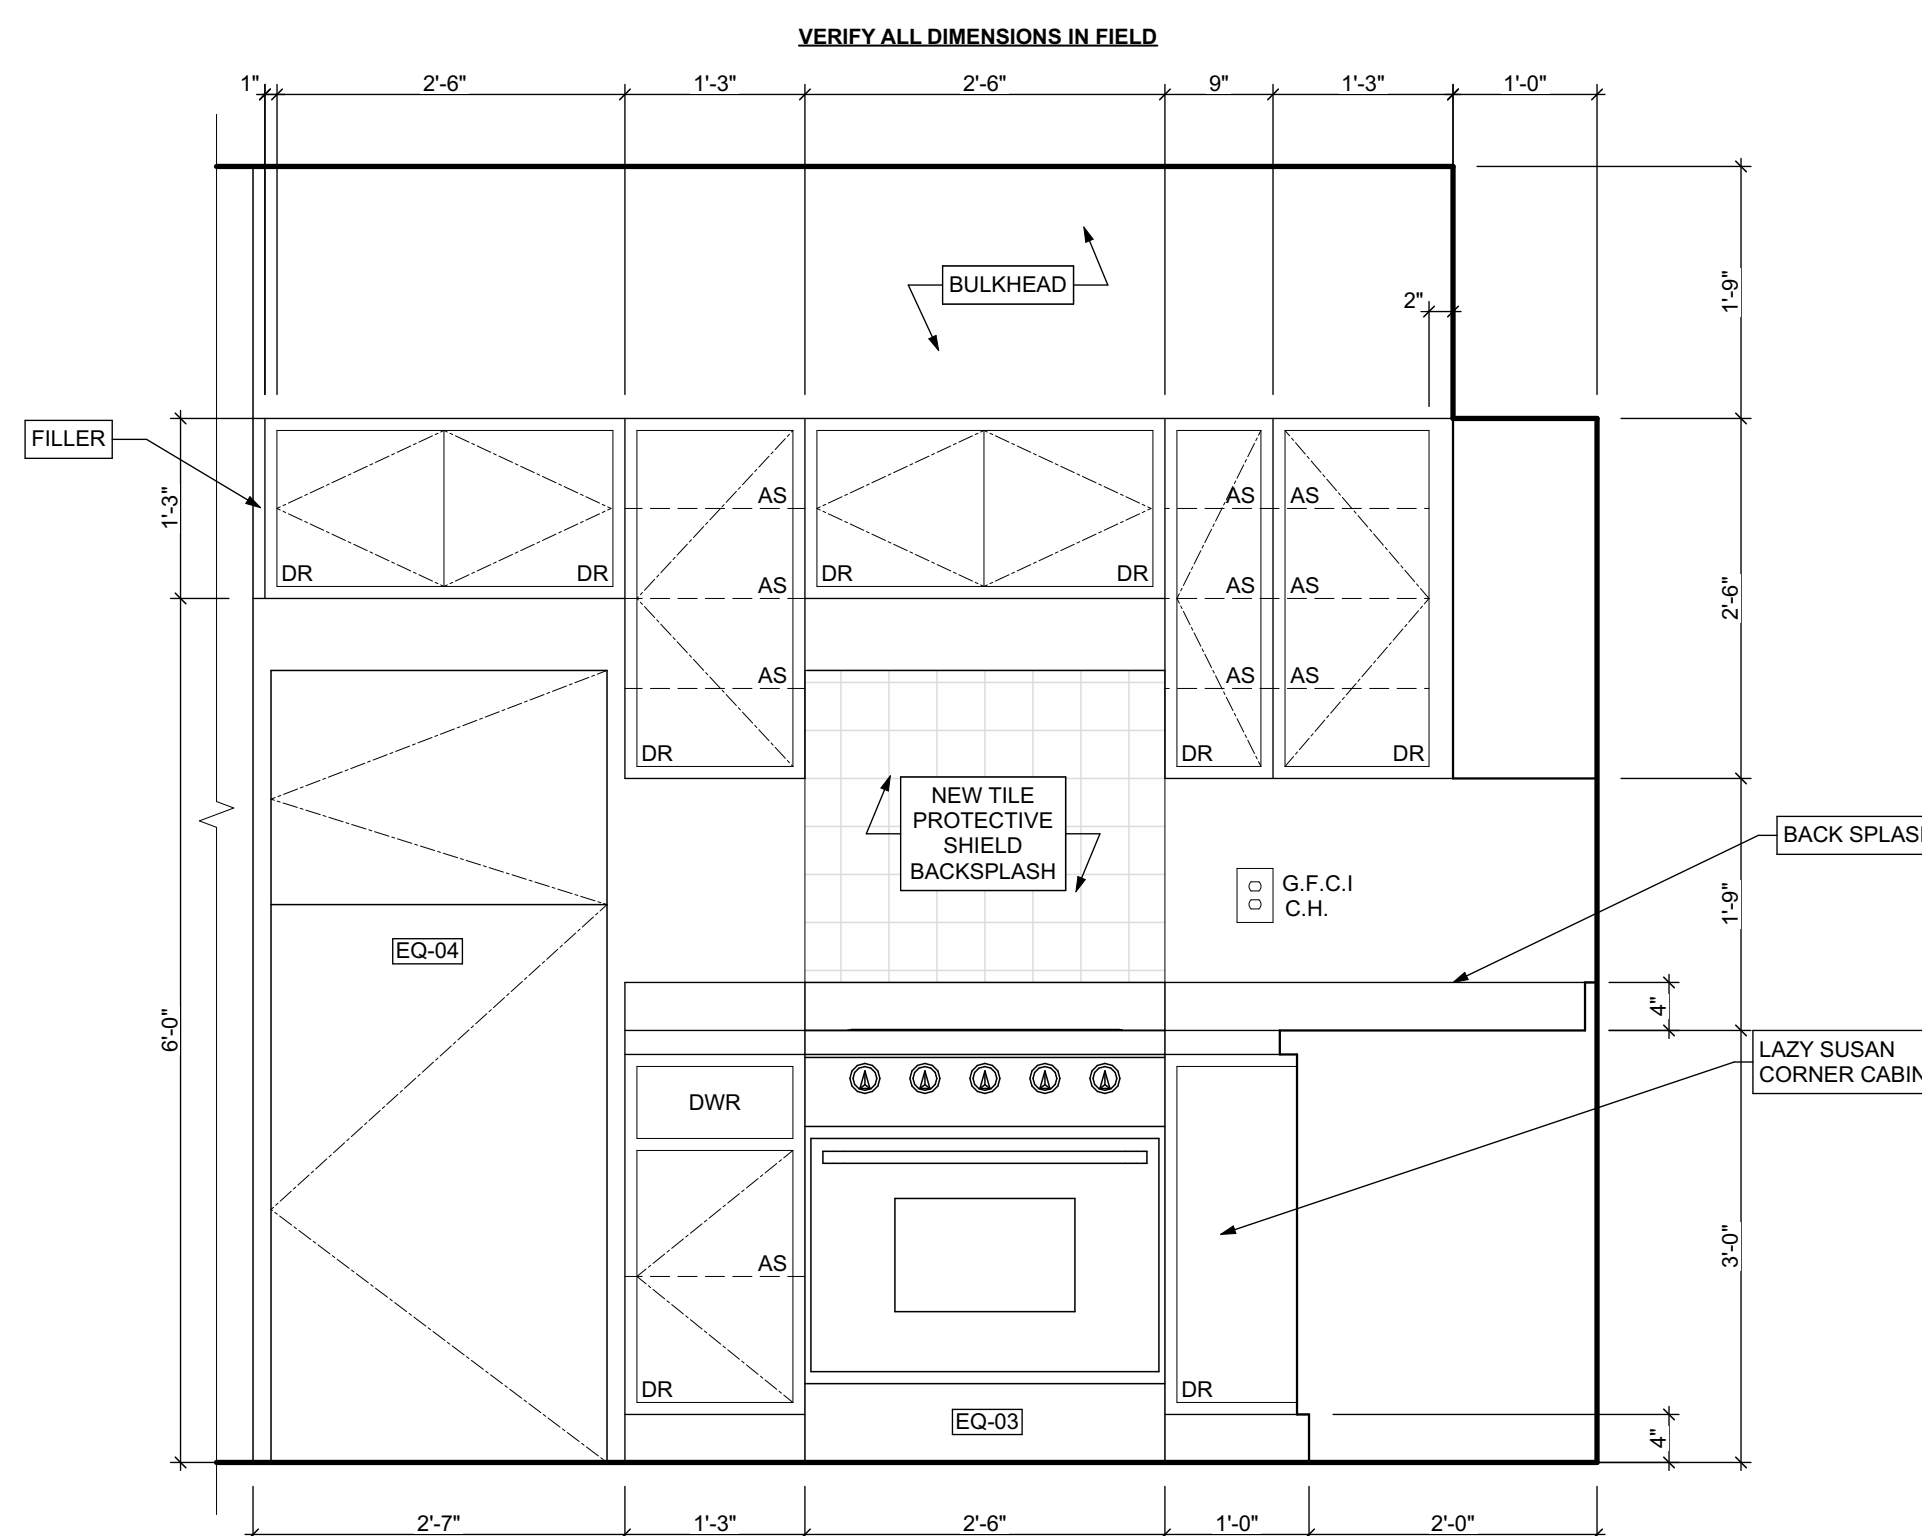 VERIFY ALL DIMENSIONS IN FIELD
1" 2'-6" 1'-3" 2'-6" 9" 1'-3" 1'-0"
BULKHEAD
2"
1'-9"
FILLER
1'-3"
AS AS AS
DR DR DR DR
AS AS AS
2'-6"
AS AS AS
DR DR DR
NEW TILE
PROTECTIVE
SHIELD
BACKSPLASH
BACK SPLAS
G.F.C.I
C.H.
1'-9"
EQ-04
6'-0"
4"
LAZY SUSAN
CORNER CABIN
DWR
AS
3'-0"
DR DR
EQ-03
4"
2'-7" 1'-3" 2'-6" 1'-0" 2'-0"